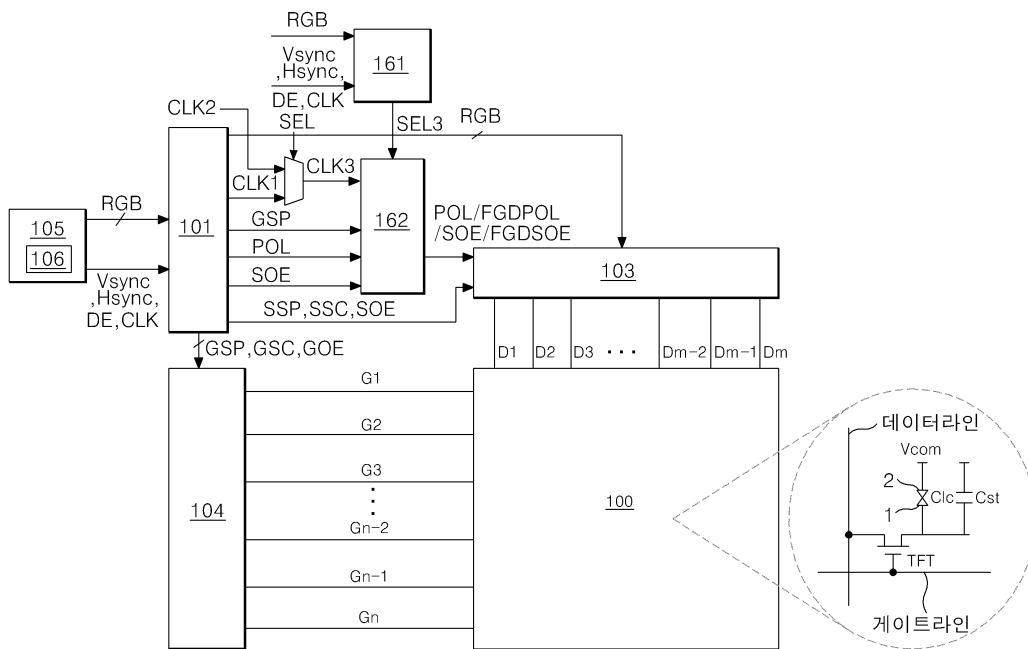 RGB
Vsync
,Hsync,
DE,CLK
161
CLK2
SEL
SEL3
RGB
CLK3
CLK1
RGB
105
106
101
GSP
POL
SOE
162
POL/FGDPOL
/SOE/FGDSOE
103
Vsync
,Hsync,
DE,CLK
SSP,SSC,SOE
GSP,GSC,GOE
D1 D2 D3 ··· Dm-2 Dm-1 Dm
G1
G2
G3
⋮
Gn-2
Gn-1
Gn
104
100
데이터라인
Vcom
2
1
Clc
Cst
TFT
게이트라인